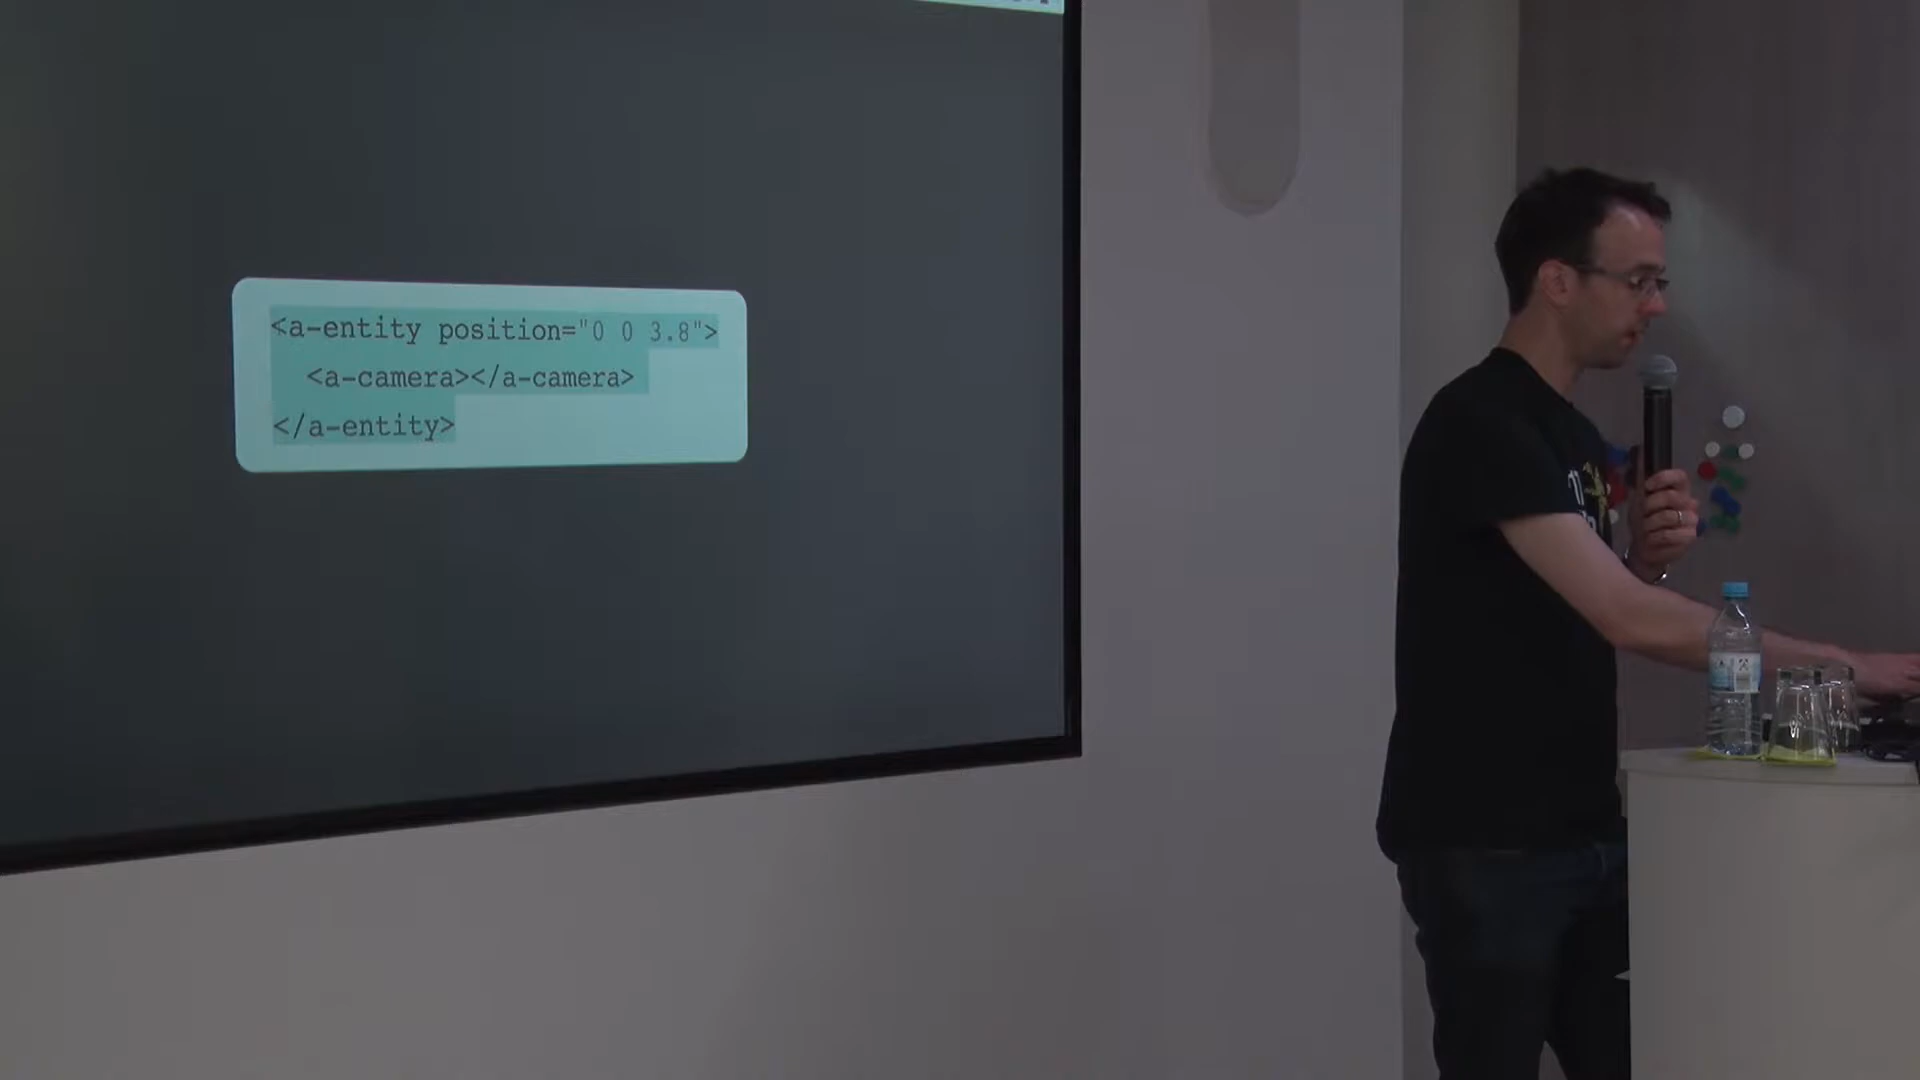 <a-entity position="0 0 3.8">
<a-camera></a-camera>
</a-entity>